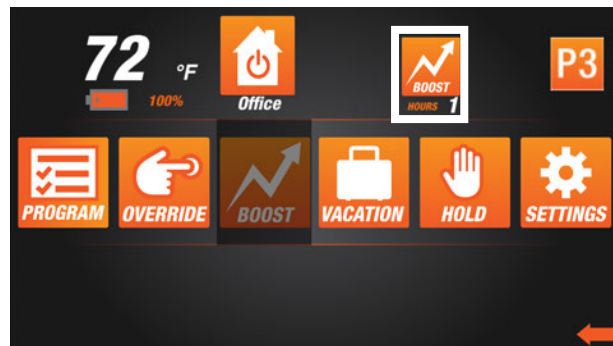 72 °F
100%
Office
BOOST
HOURS 1
P3
PROGRAM
OVERRIDE
BOOST
VACATION
HOLD
SETTINGS